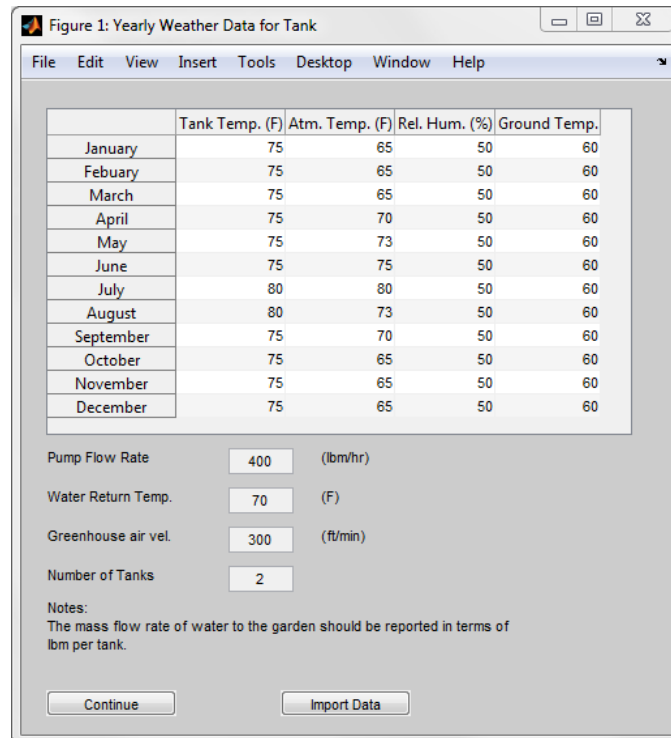 Figure 1: Yearly Weather Data for Tank
File Edit View Insert Tools Desktop Window Help
Tank Temp. (F) Atm. Temp. (F) Rel. Hum. (%) Ground Temp.
January 75 65 50 60
Febuary 75 65 50 60
March 75 65 50 60
April 75 70 50 60
May 75 73 50 60
June 75 75 50 60
July 80 80 50 60
August 80 73 50 60
September 75 70 50 60
October 75 65 50 60
November 75 65 50 60
December 75 65 50 60
Pump Flow Rate 400 (lbm/hr)
Water Return Temp. 70 (F)
Greenhouse air vel. 300 (ft/min)
Number of Tanks 2
Notes:
The mass flow rate of water to the garden should be reported in terms of
lbm per tank.
Continue Import Data